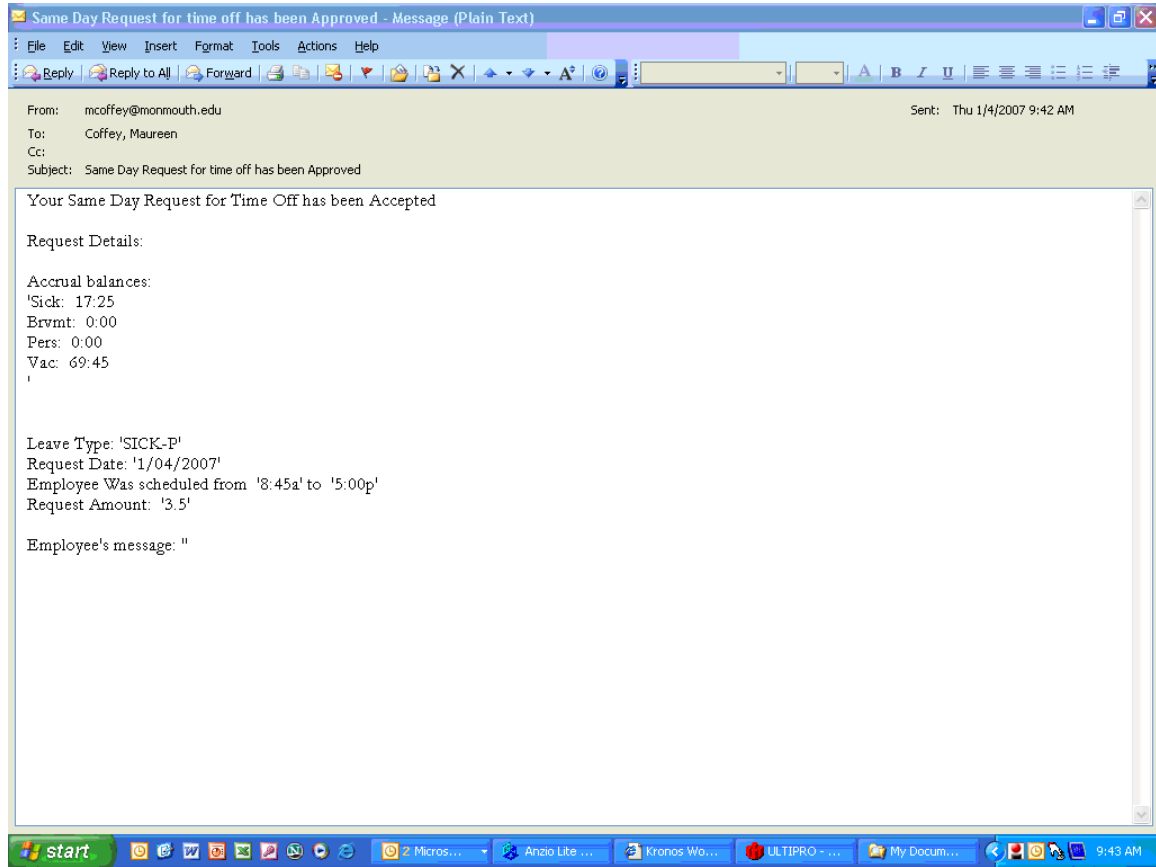 Same Day Request for time off has been Approved - Message (Plain Text)
File Edit View Insert Format Tools Actions Help
Reply Reply to All Forward
From: mcoffey@monmouth.edu Sent: Thu 1/4/2007 9:42 AM
To: Coffey, Maureen
Cc:
Subject: Same Day Request for time off has been Approved
Your Same Day Request for Time Off has been Accepted
Request Details:
Accrual balances:
'Sick: 17:25
Brvmt: 0:00
Pers: 0:00
Vac: 69:45
'
Leave Type: 'SICK-P'
Request Date: '1/04/2007'
Employee Was scheduled from '8:45a' to '5:00p'
Request Amount: '3.5'
Employee's message: ''
start 2 Micros... Anzio Lite ... Kronos Wo... ULTIPRO - ... My Docum... 9:43 AM